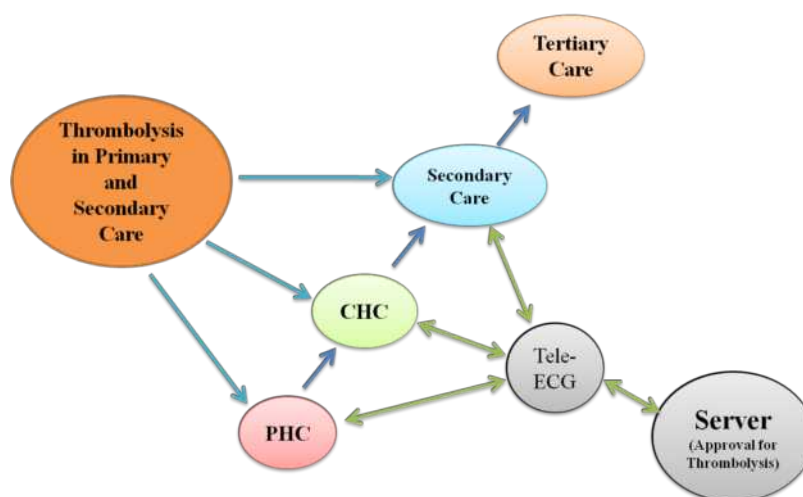 Tertiary
Care
Thrombolysis
in Primary
and
Secondary
Care
Secondary
Care
CHC
Tele-
ECG
PHC
Server
(Approval for
Thrombolysis)